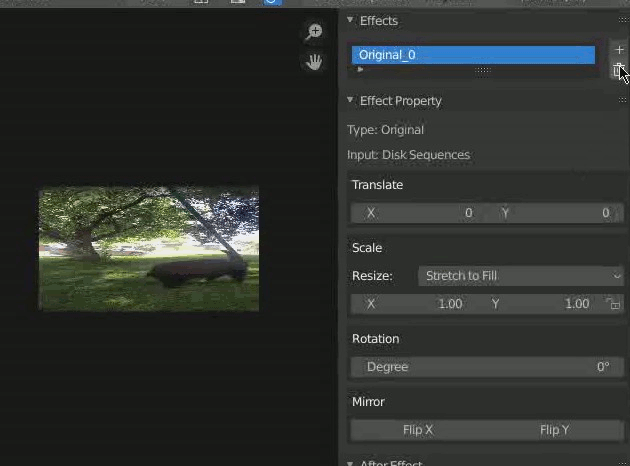 Effects
Original_0
Effect Property
Type: Original
Input: Disk Sequences
Translate
X 0 Y 0
Scale
Resize: Stretch to Fill
X 1.00 Y 1.00
Rotation
Degree 0°
Mirror
Flip X Flip Y
After Effect